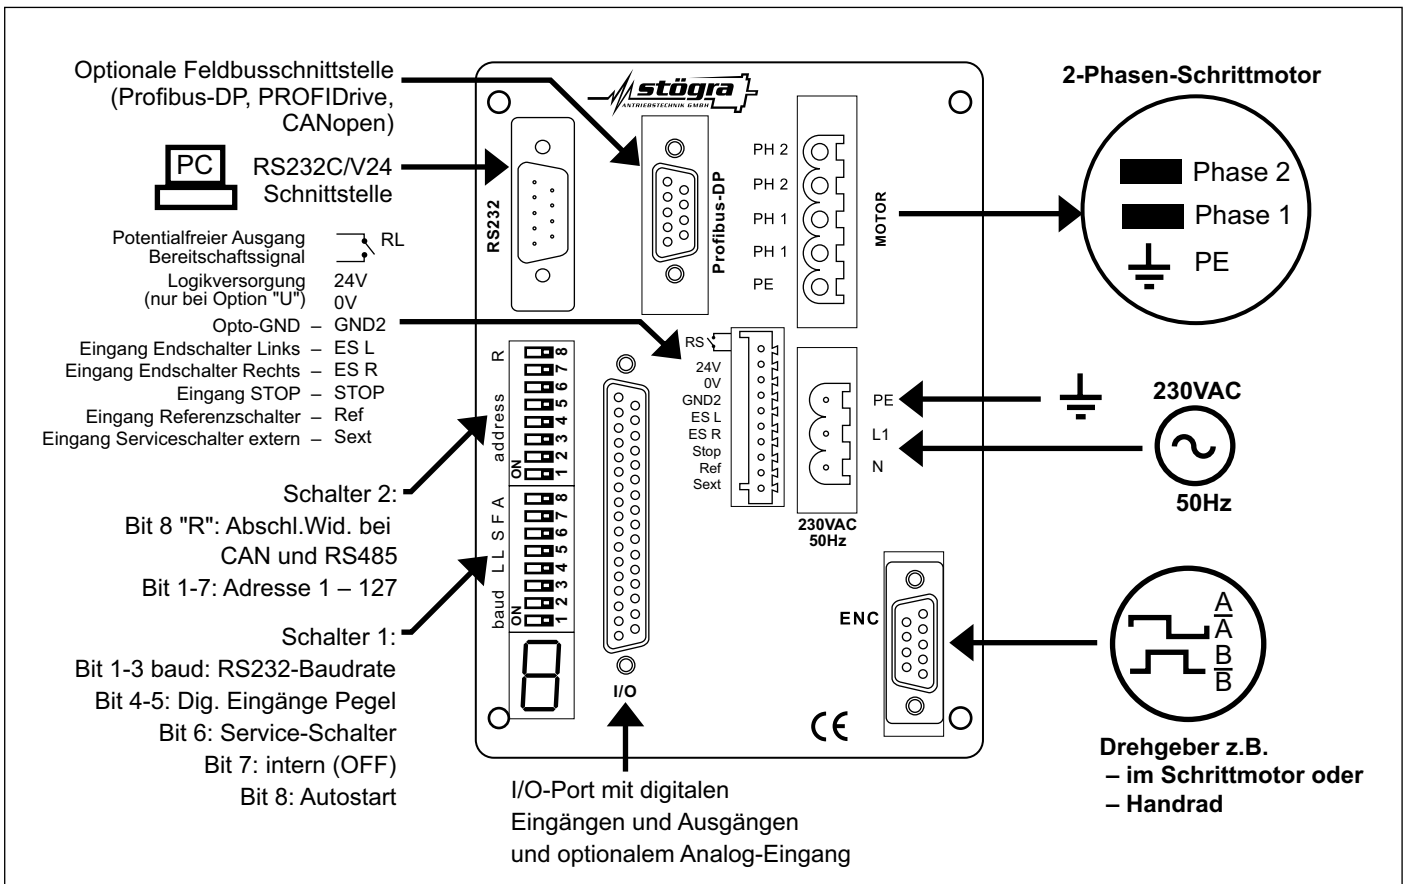 Optionale Feldbusschnittstelle
(Profibus-DP, PROFIDrive,
CANopen)
PC
RS232C/V24
Schnittstelle
Potentialfreier Ausgang
Bereitschaftssignal
RL
Logikversorgung
(nur bei Option "U")
24V
0V
Opto-GND – GND2
Eingang Endschalter Links – ES L
Eingang Endschalter Rechts – ES R
Eingang STOP – STOP
Eingang Referenzschalter – Ref
Eingang Serviceschalter extern – Sext
Schalter 2:
Bit 8 "R": Abschl.Wid. bei
CAN und RS485
Bit 1-7: Adresse 1 – 127
Schalter 1:
Bit 1-3 baud: RS232-Baudrate
Bit 4-5: Dig. Eingänge Pegel
Bit 6: Service-Schalter
Bit 7: intern (OFF)
Bit 8: Autostart
stögra
ANTRIEBSTECHNIK GMBH
RS232
Profibus-DP
PH 2
PH 2
PH 1
PH 1
PE
MOTOR
R
address
ON
1 2 3 4 5 6 7 8
baud L L S F A
ON
1 2 3 4 5 6 7 8
8
I/O
RS
24V
0V
GND2
ES L
ES R
Stop
Ref
Sext
PE
L1
N
230VAC
50Hz
ENC
CE
I/O-Port mit digitalen
Eingängen und Ausgängen
und optionalem Analog-Eingang
2-Phasen-Schrittmotor
Phase 2
Phase 1
PE
230VAC
50Hz
A
A
B
B
Drehgeber z.B.
– im Schrittmotor oder
– Handrad